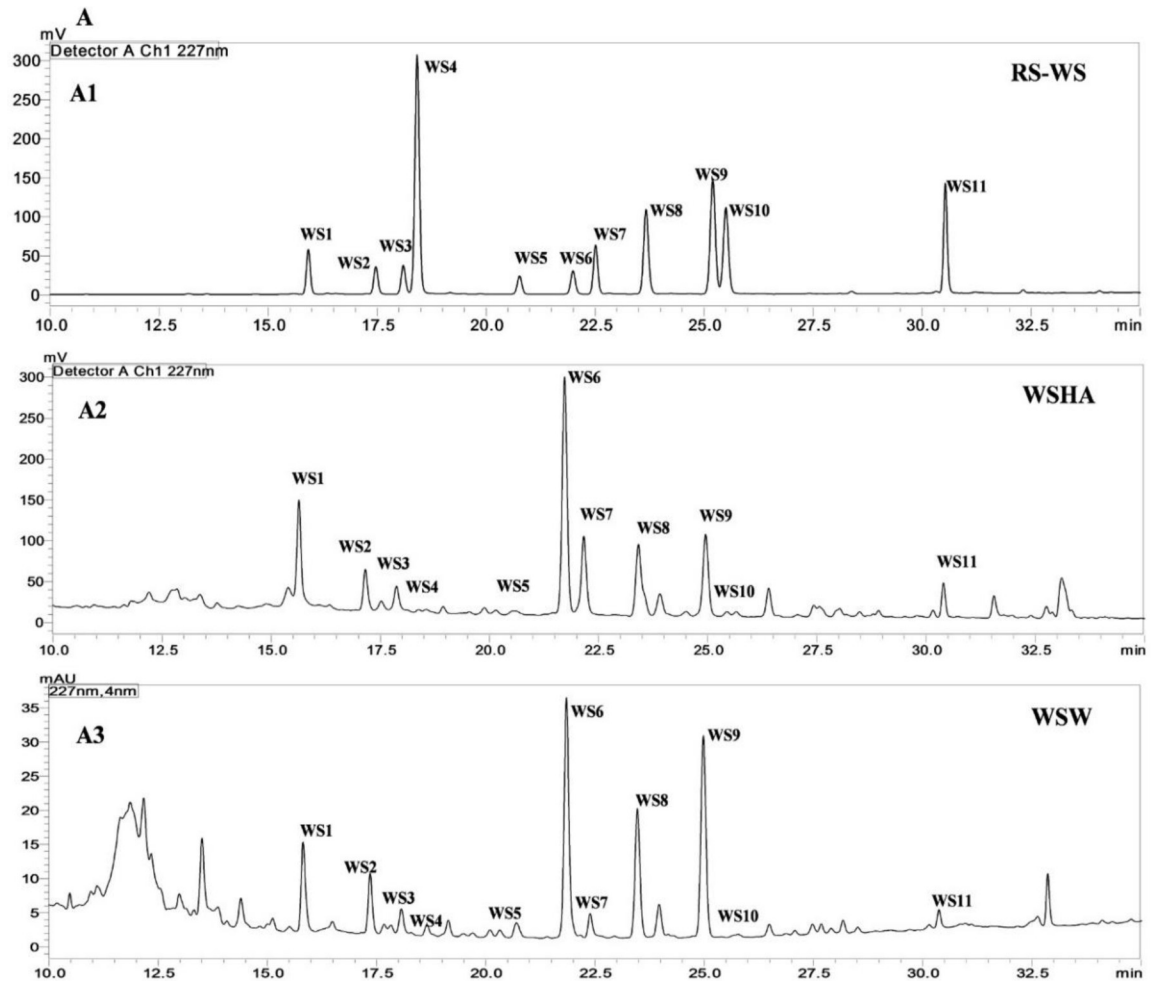 A
mV
Detector A Ch1 227nm
A1
RS-WS
300
250
200
150
100
50
0
WS1
WS2
WS3
WS4
WS5
WS6
WS7
WS8
WS9
WS10
WS11
10.0 12.5 15.0 17.5 20.0 22.5 25.0 27.5 30.0 32.5 min
mV
Detector A Ch1 227nm
A2
WSHA
300
250
200
150
100
50
0
WS1
WS2
WS3
WS4
WS5
WS6
WS7
WS8
WS9
WS10
WS11
10.0 12.5 15.0 17.5 20.0 22.5 25.0 27.5 30.0 32.5 min
mAU
227nm,4nm
A3
WSW
35
30
25
20
15
10
5
0
WS1
WS2
WS3
WS4
WS5
WS6
WS7
WS8
WS9
WS10
WS11
10.0 12.5 15.0 17.5 20.0 22.5 25.0 27.5 30.0 32.5 min